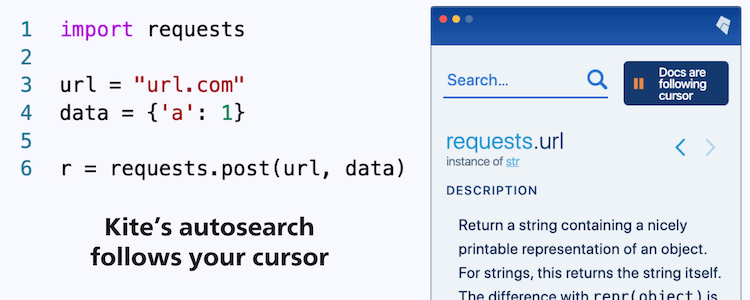 1 import requests
2
3 url = "url.com"
4 data = {'a': 1}
5
6 r = requests.post(url, data)
Kite's autosearch
follows your cursor
Search...
Docs are
following
cursor
requests.url
instance of str
DESCRIPTION
Return a string containing a nicely
printable representation of an object.
For strings, this returns the string itself.
The difference with repr(object) is